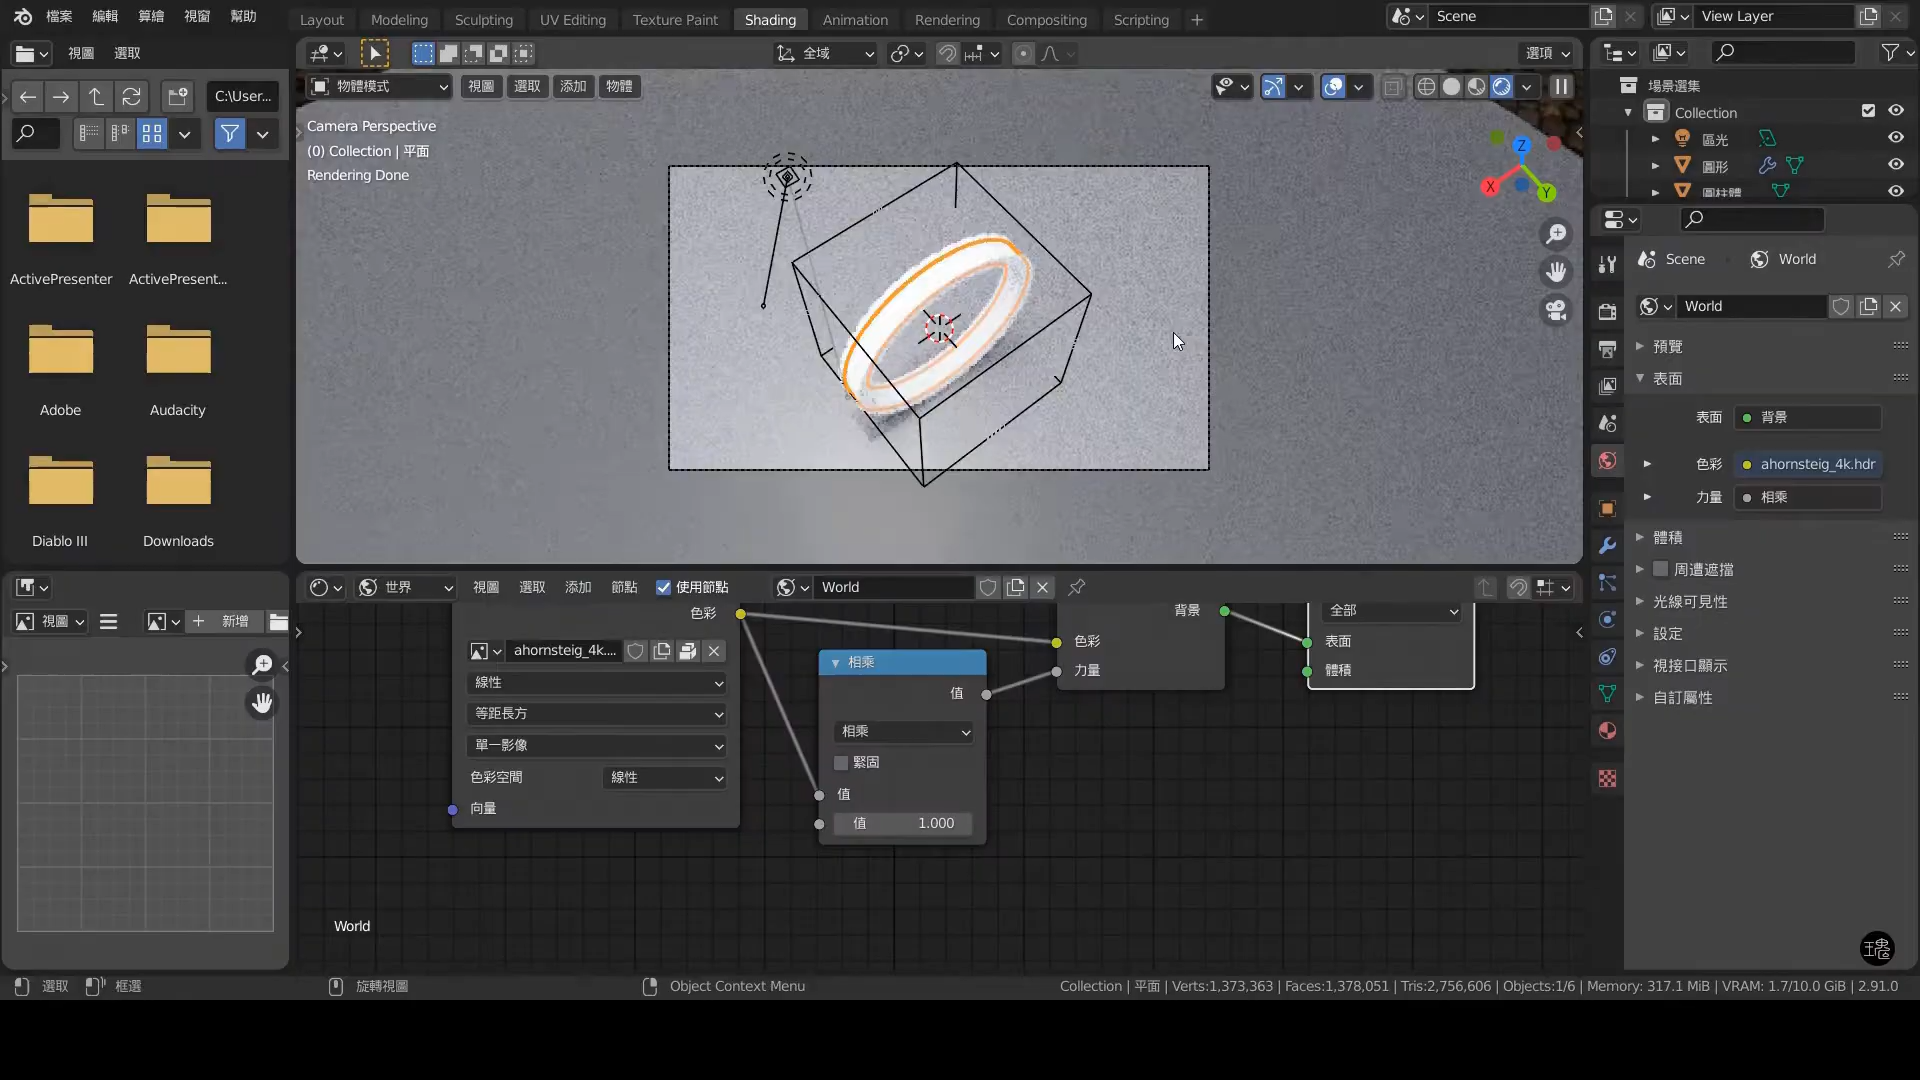 檔案 編輯 算繪 視窗 幫助 Layout Modeling Sculpting UV Editing Texture Paint Shading Animation Rendering Compositing Scripting Scene View Layer
視圖 選取 全域 選項
C:\User...
物體模式 視圖 選取 添加 物體
場景選集
Collection
區光
圓形
圓柱體
Camera Perspective
(0) Collection | 平面
Rendering Done
Z
X
Y
ActivePresenter ActivePresent...
Adobe Audacity
Diablo III Downloads
Scene World
World
預覽
表面
表面 背景
色彩 ahornsteig_4k.hdr
力量 相乘
體積
周遭遮擋
光線可見性
設定
視接口顯示
自訂屬性
世界 視圖 選取 添加 節點 使用節點 World
視圖 新增
色彩
ahornsteig_4k....
線性
等距長方
單一影像
色彩空間 線性
向量
相乘
值
相乘
緊固
值
值 1.000
背景
色彩
力量
全部
表面
體積
World
選取 框選 旋轉視圖 Object Context Menu Collection | 平面 | Verts:1,373,363 | Faces:1,378,051 | Tris:2,756,606 | Objects:1/6 | Memory: 317.1 MiB | VRAM: 1.7/10.0 GiB | 2.91.0